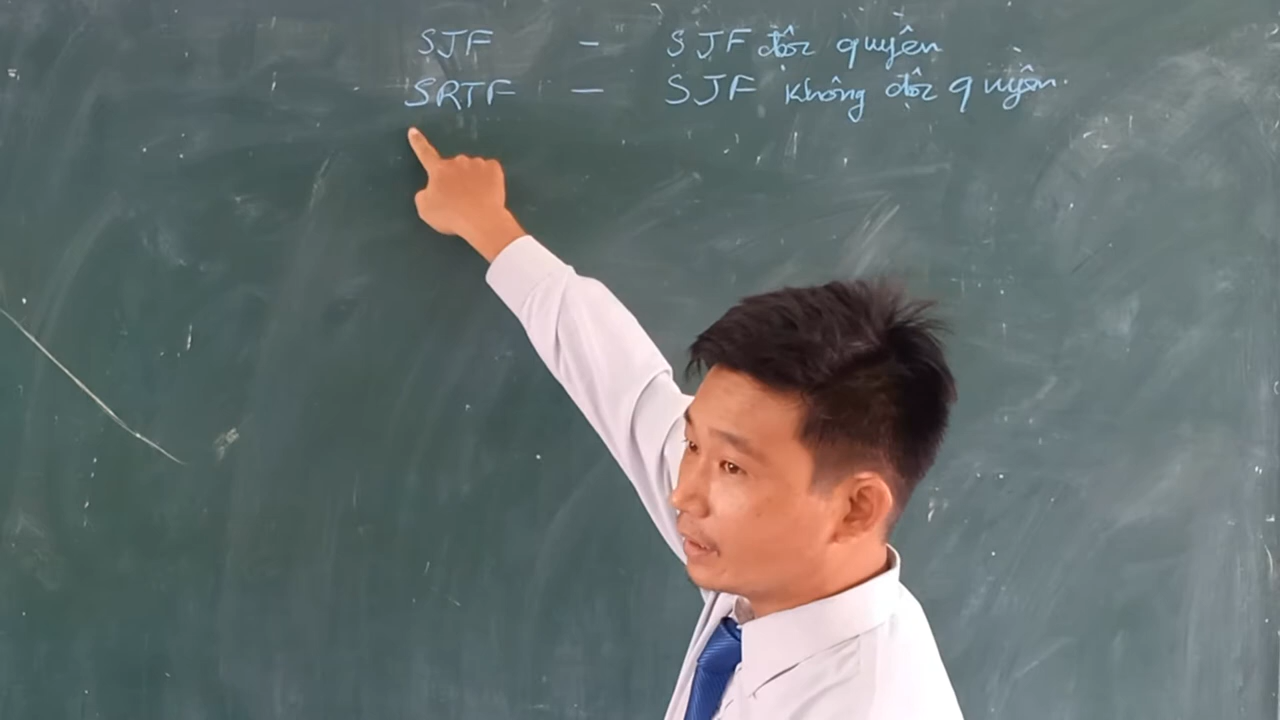 SJF - SJF độc quyền
SRTF - SJF không độc quyền.